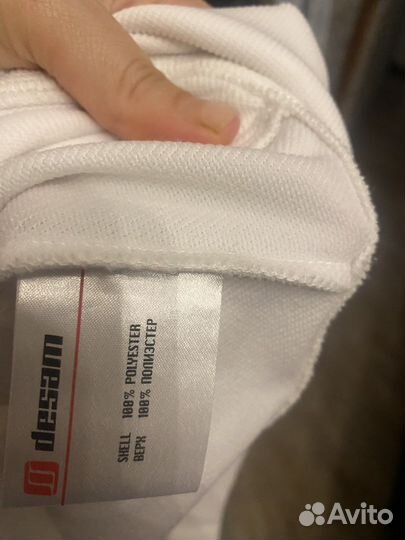 desam
SHELL 100% POLYESTER
ВЕРХ 100% ПОЛИЭСТЕР
Avito